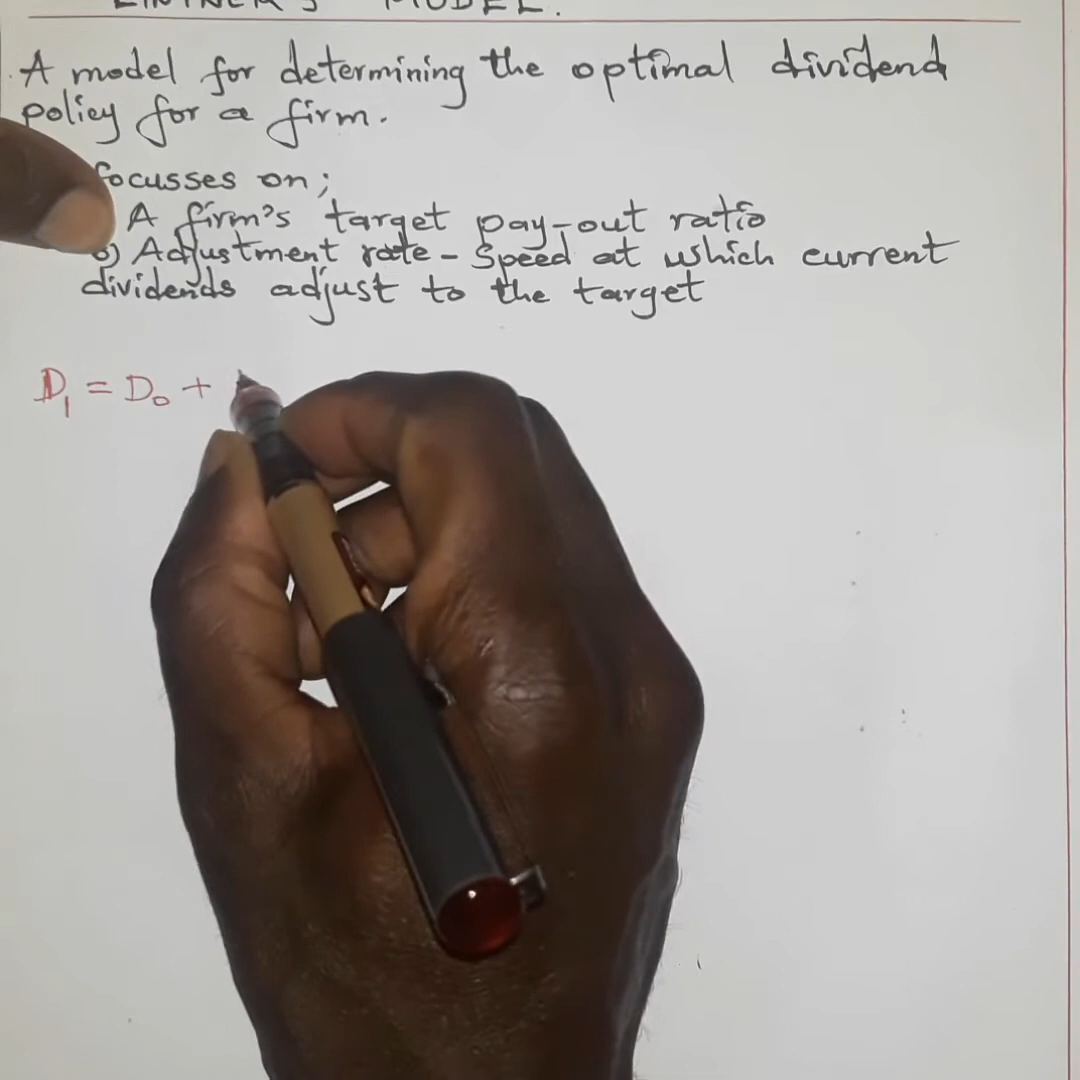 MODEL.
A model for determining the optimal dividend
policy for a firm.
focusses on;
A firm's target pay-out ratio
b) Adjustment rate - Speed at which current
dividends adjust to the target
D₁ = D₀ +